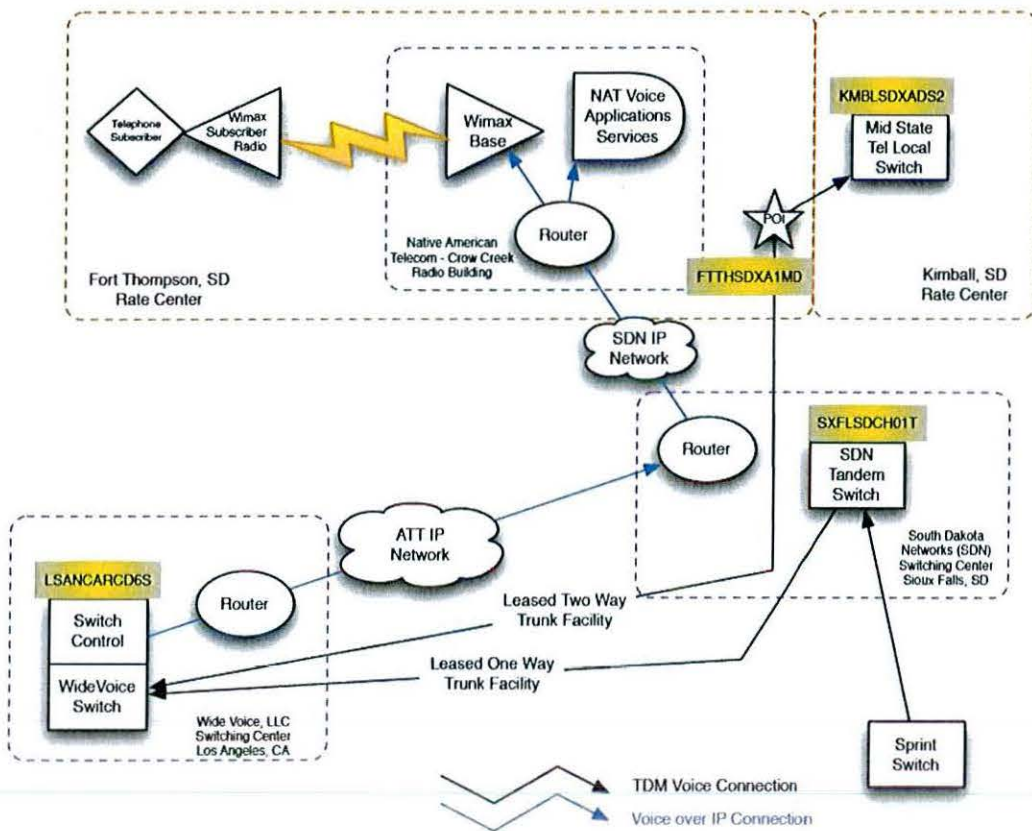 Telephone
Subscriber
Wimax
Subscriber
Radio
Wimax
Base
NAT Voice
Applications
Services
KMBLSDXADS2
Mid State
Tel Local
Switch
POI
Router
Native American
Telecom - Crow Creek
Radio Building
Fort Thompson, SD
Rate Center
FTTHSDXA1MD
Kimball, SD
Rate Center
SDN IP
Network
SXFLSDCH01T
Router
SDN
Tandem
Switch
ATT IP
Network
South Dakota
Networks (SDN)
Switching Center
Sioux Falls, SD
LSANCARCD6S
Router
Switch
Control
Leased Two Way
Trunk Facility
WideVoice
Switch
Leased One Way
Trunk Facility
Wide Voice, LLC
Switching Center
Los Angeles, CA
Sprint
Switch
TDM Voice Connection
Voice over IP Connection